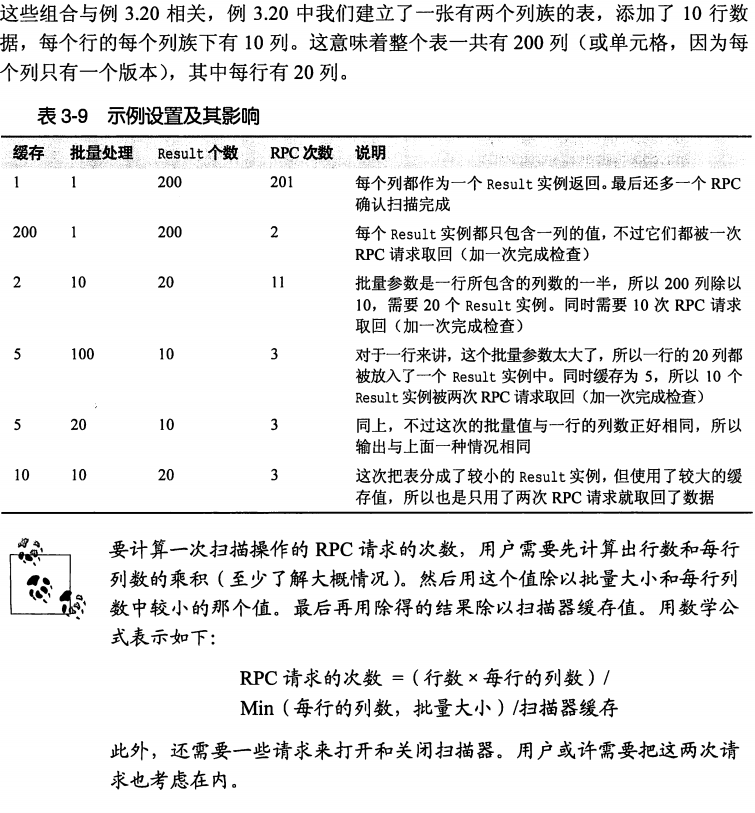 这些组合与例 3.20 相关，例 3.20 中我们建立了一张有两个列族的表，添加了 10 行数
据，每个行的每个列族下有 10 列。这意味着整个表一共有 200 列（或单元格，因为每
个列只有一个版本），其中每行有 20 列。
表 3-9 示例设置及其影响
缓存 批量处理 Result 个数 RPC 次数 说明
1 1 200 201 每个列都作为一个 Result 实例返回。最后还多一个 RPC
确认扫描完成
200 1 200 2 每个 Result 实例都只包含一列的值，不过它们都被一次
RPC 请求取回（加一次完成检查）
2 10 20 11 批量参数是一行所包含的列数的一半，所以 200 列除以
10，需要 20 个 Result 实例。同时需要 10 次 RPC 请求
取回（加一次完成检查）
5 100 10 3 对于一行来讲，这个批量参数太大了，所以一行的 20 列都
被放入了一个 Result 实例中。同时缓存为 5，所以 10 个
Result 实例被两次 RPC 请求取回（加一次完成检查）
5 20 10 3 同上，不过这次的批量值与一行的列数正好相同，所以
输出与上面一种情况相同
10 10 20 3 这次把表分成了较小的 Result 实例，但使用了较大的缓
存值，所以也是只用了两次 RPC 请求就取回了数据
要计算一次扫描操作的 RPC 请求的次数，用户需要先计算出行数和每行
列数的乘积（至少了解大概情况）。然后用这个值除以批量大小和每行列
数中较小的那个值。最后再用除得的结果除以扫描器缓存值。用数学公
式表示如下：
RPC 请求的次数 =（行数 × 每行的列数）/
Min（每行的列数，批量大小）/扫描器缓存
此外，还需要一些请求来打开和关闭扫描器。用户或许需要把这两次请
求也考虑在内。